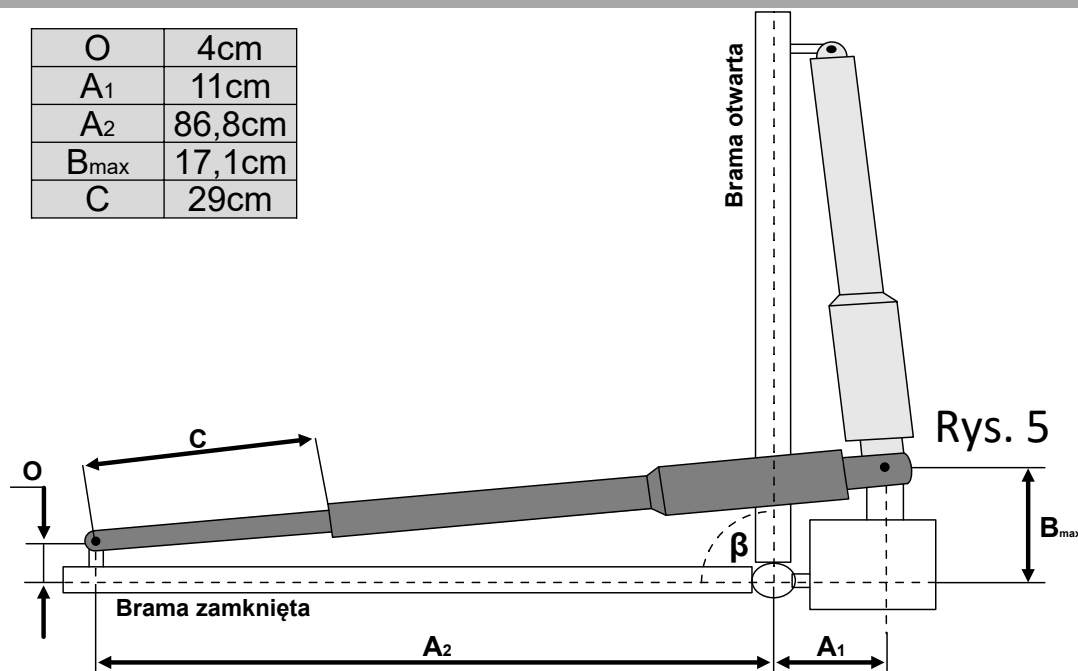 O 4cm
A1 11cm
A2 86,8cm
Bmax 17,1cm
C 29cm
Brama otwarta
Rys. 5
C
O
Bmax
β
Brama zamknięta
A2
A1